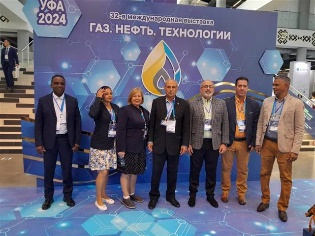 УФА
2024
32-я международная выставка
ГАЗ. НЕФТЬ. ТЕХНОЛОГИИ